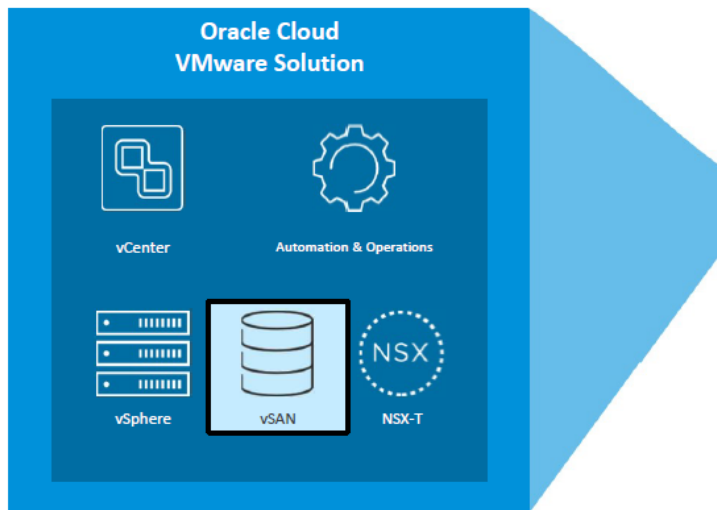 Oracle Cloud
VMware Solution
vCenter
Automation & Operations
NSX
vSphere
vSAN
NSX-T